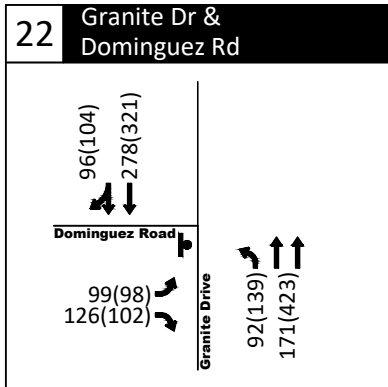 22
Granite Dr &
Dominguez Rd
96(104)
278(321)
Dominguez Road
99(98)
126(102)
Granite Drive
92(139)
171(423)